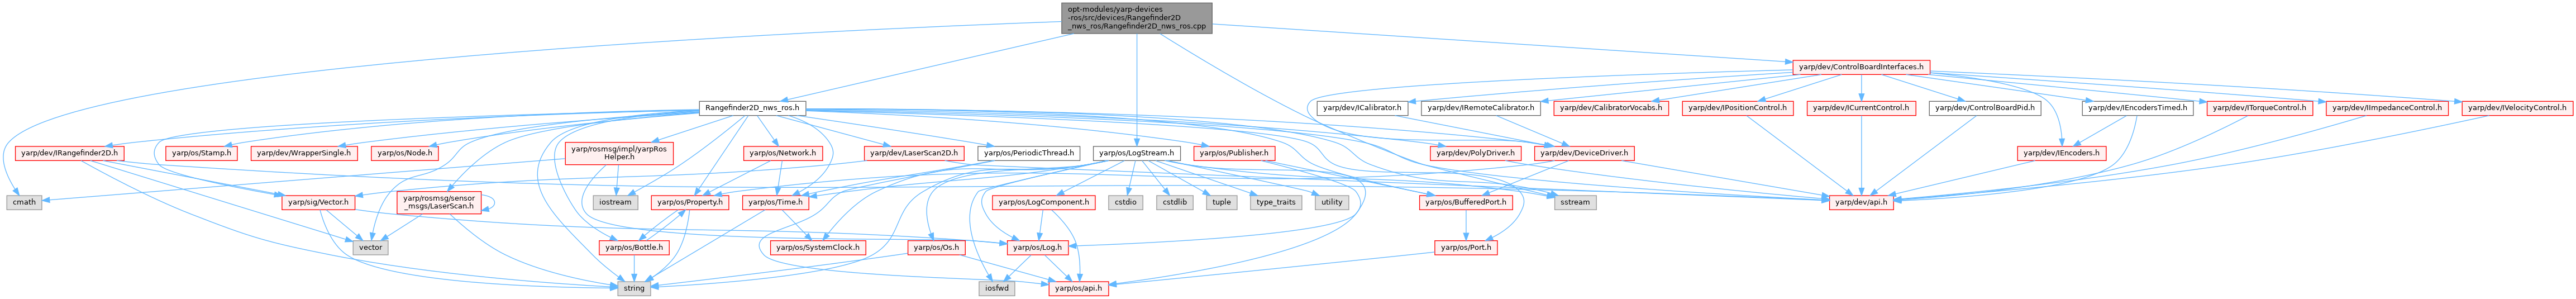 opt-modules/yarp-devices
-ros/src/devices/Rangefinder2D
_nws_ros/Rangefinder2D_nws_ros.cpp
yarp/dev/ControlBoardInterfaces.h
Rangefinder2D_nws_ros.h
yarp/dev/ICalibrator.h
yarp/dev/IRemoteCalibrator.h
yarp/dev/CalibratorVocabs.h
yarp/dev/IPositionControl.h
yarp/dev/ICurrentControl.h
yarp/dev/ControlBoardPid.h
yarp/dev/IEncodersTimed.h
yarp/dev/ITorqueControl.h
yarp/dev/IImpedanceControl.h
yarp/dev/IVelocityControl.h
yarp/dev/IRangefinder2D.h
yarp/os/Stamp.h
yarp/dev/WrapperSingle.h
yarp/os/Node.h
yarp/rosmsg/impl/yarpRos
Helper.h
yarp/os/Network.h
yarp/dev/LaserScan2D.h
yarp/os/PeriodicThread.h
yarp/os/LogStream.h
yarp/os/Publisher.h
yarp/dev/PolyDriver.h
yarp/dev/DeviceDriver.h
yarp/dev/IEncoders.h
cmath
yarp/sig/Vector.h
yarp/rosmsg/sensor
_msgs/LaserScan.h
iostream
yarp/os/Property.h
yarp/os/Time.h
yarp/os/LogComponent.h
cstdio
cstdlib
tuple
type_traits
utility
yarp/os/BufferedPort.h
sstream
yarp/dev/api.h
vector
yarp/os/Bottle.h
yarp/os/SystemClock.h
yarp/os/Os.h
yarp/os/Log.h
yarp/os/Port.h
string
iosfwd
yarp/os/api.h